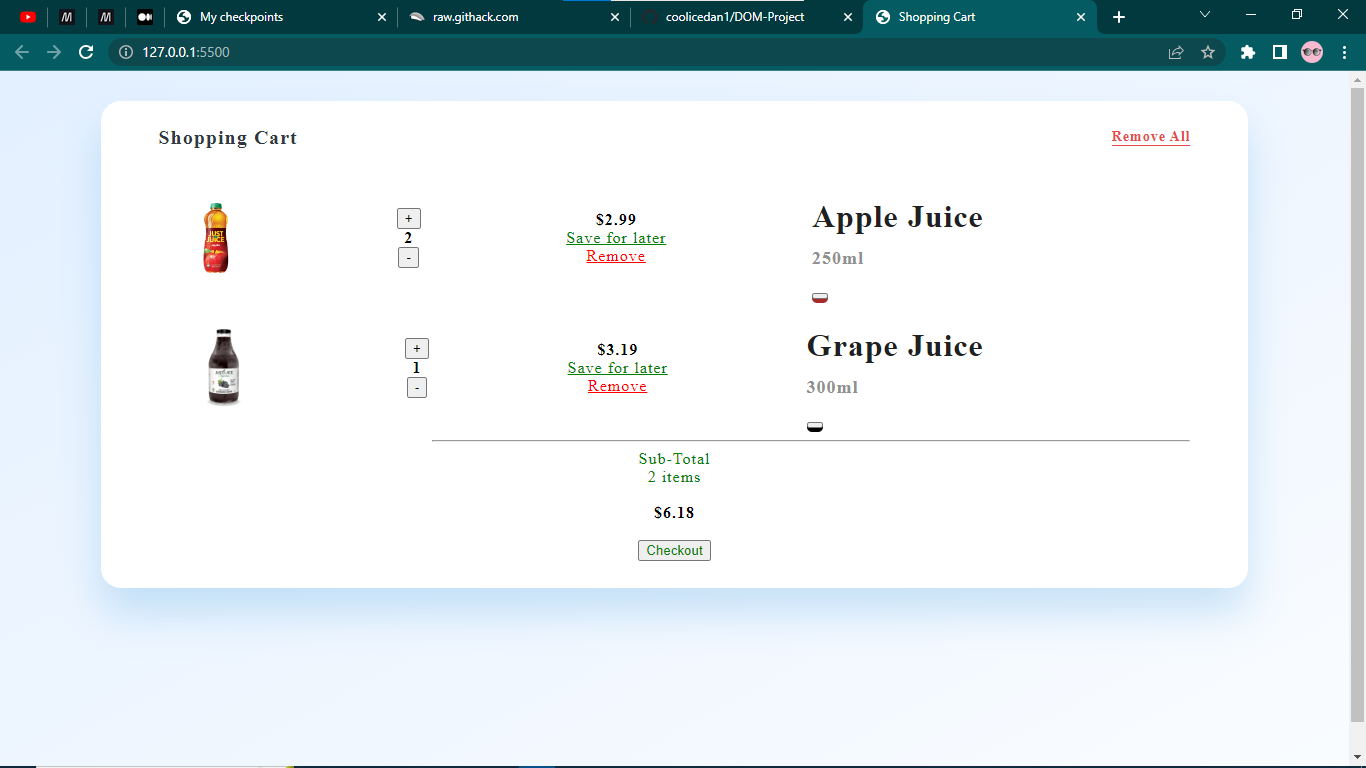 My checkpoints
raw.githack.com
coolicedan1/DOM-Project
Shopping Cart
127.0.0.1:5500
Shopping Cart
Remove All
JUST
JUICE
+
2
-
$2.99
Save for later
Remove
Apple Juice
250ml
+
1
-
$3.19
Save for later
Remove
Grape Juice
300ml
Sub-Total
2 items
$6.18
Checkout